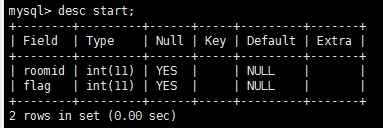 mysql> desc start;
+--------+---------+------+-----+---------+-------+
| Field  | Type    | Null | Key | Default | Extra |
+--------+---------+------+-----+---------+-------+
| roomid | int(11) | YES  |     | NULL    |       |
| flag   | int(11) | YES  |     | NULL    |       |
+--------+---------+------+-----+---------+-------+
2 rows in set (0.00 sec)